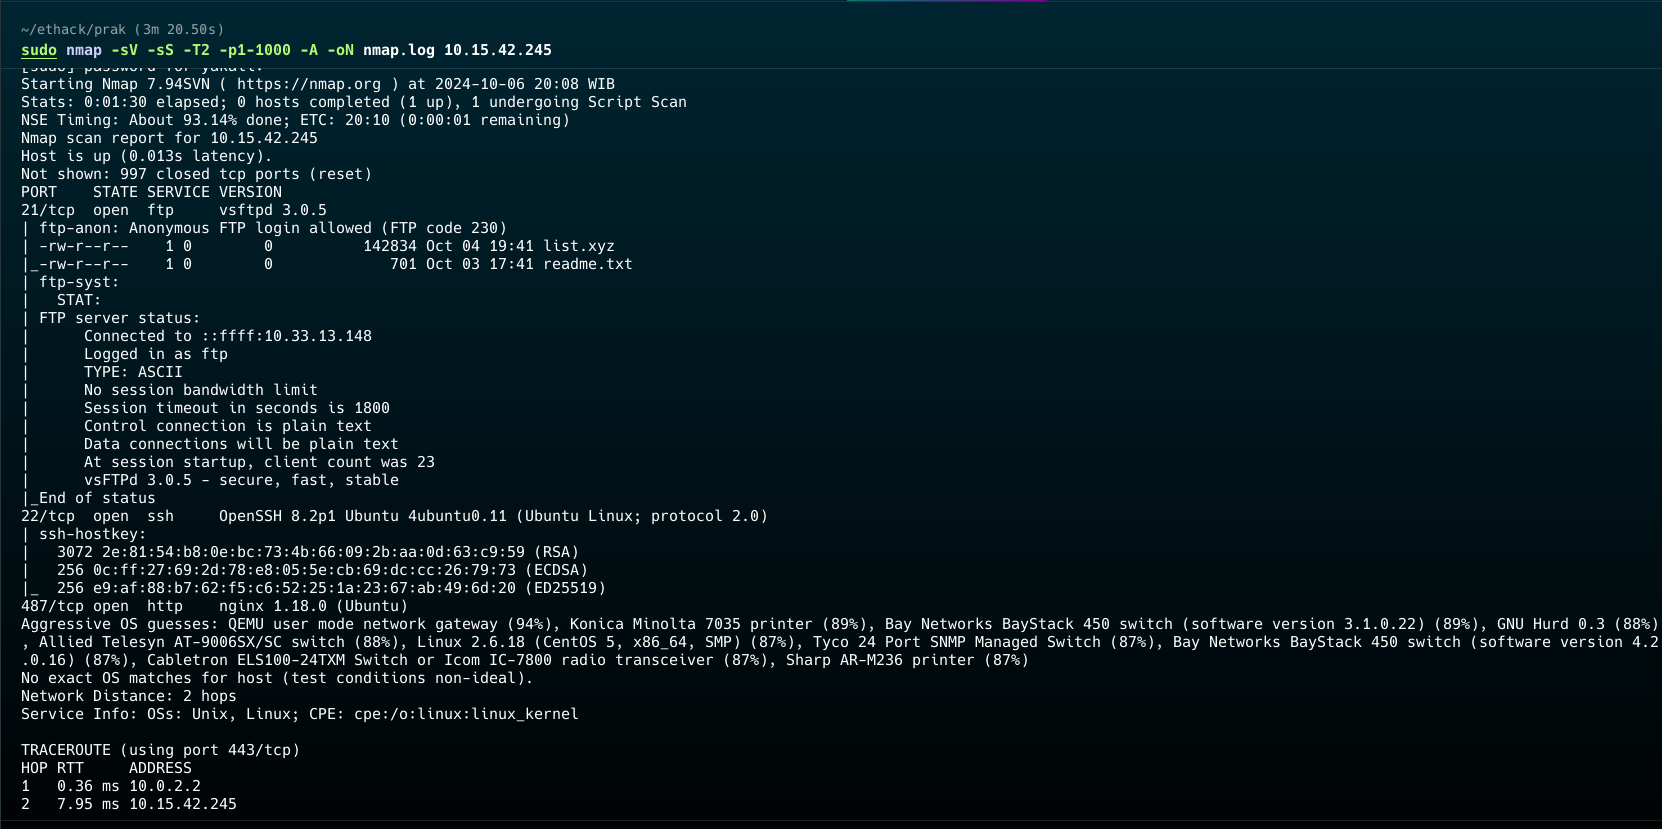 ~/ethack/prak (3m 20.50s)
sudo nmap -sV -sS -T2 -p1-1000 -A -oN nmap.log 10.15.42.245
[sudo] password for
Starting Nmap 7.94SVN ( https://nmap.org ) at 2024-10-06 20:08 WIB
Stats: 0:01:30 elapsed; 0 hosts completed (1 up), 1 undergoing Script Scan
NSE Timing: About 93.14% done; ETC: 20:10 (0:00:01 remaining)
Nmap scan report for 10.15.42.245
Host is up (0.013s latency).
Not shown: 997 closed tcp ports (reset)
PORT    STATE SERVICE VERSION
21/tcp  open  ftp     vsftpd 3.0.5
| ftp-anon: Anonymous FTP login allowed (FTP code 230)
| -rw-r--r--    1 0        0          142834 Oct 04 19:41 list.xyz
|_-rw-r--r--    1 0        0             701 Oct 03 17:41 readme.txt
| ftp-syst:
|   STAT:
| FTP server status:
|      Connected to ::ffff:10.33.13.148
|      Logged in as ftp
|      TYPE: ASCII
|      No session bandwidth limit
|      Session timeout in seconds is 1800
|      Control connection is plain text
|      Data connections will be plain text
|      At session startup, client count was 23
|      vsFTPd 3.0.5 - secure, fast, stable
|_End of status
22/tcp  open  ssh     OpenSSH 8.2p1 Ubuntu 4ubuntu0.11 (Ubuntu Linux; protocol 2.0)
| ssh-hostkey:
|   3072 2e:81:54:b8:0e:bc:73:4b:66:09:2b:aa:0d:63:c9:59 (RSA)
|   256 0c:ff:27:69:2d:78:e8:05:5e:cb:69:dc:cc:26:79:73 (ECDSA)
|_  256 e9:af:88:b7:62:f5:c6:52:25:1a:23:67:ab:49:6d:20 (ED25519)
487/tcp open  http    nginx 1.18.0 (Ubuntu)
Aggressive OS guesses: QEMU user mode network gateway (94%), Konica Minolta 7035 printer (89%), Bay Networks BayStack 450 switch (software version 3.1.0.22) (89%), GNU Hurd 0.3 (88%)
, Allied Telesyn AT-9006SX/SC switch (88%), Linux 2.6.18 (CentOS 5, x86_64, SMP) (87%), Tyco 24 Port SNMP Managed Switch (87%), Bay Networks BayStack 450 switch (software version 4.2
.0.16) (87%), Cabletron ELS100-24TXM Switch or Icom IC-7800 radio transceiver (87%), Sharp AR-M236 printer (87%)
No exact OS matches for host (test conditions non-ideal).
Network Distance: 2 hops
Service Info: OSs: Unix, Linux; CPE: cpe:/o:linux:linux_kernel
TRACEROUTE (using port 443/tcp)
HOP RTT     ADDRESS
1   0.36 ms 10.0.2.2
2   7.95 ms 10.15.42.245